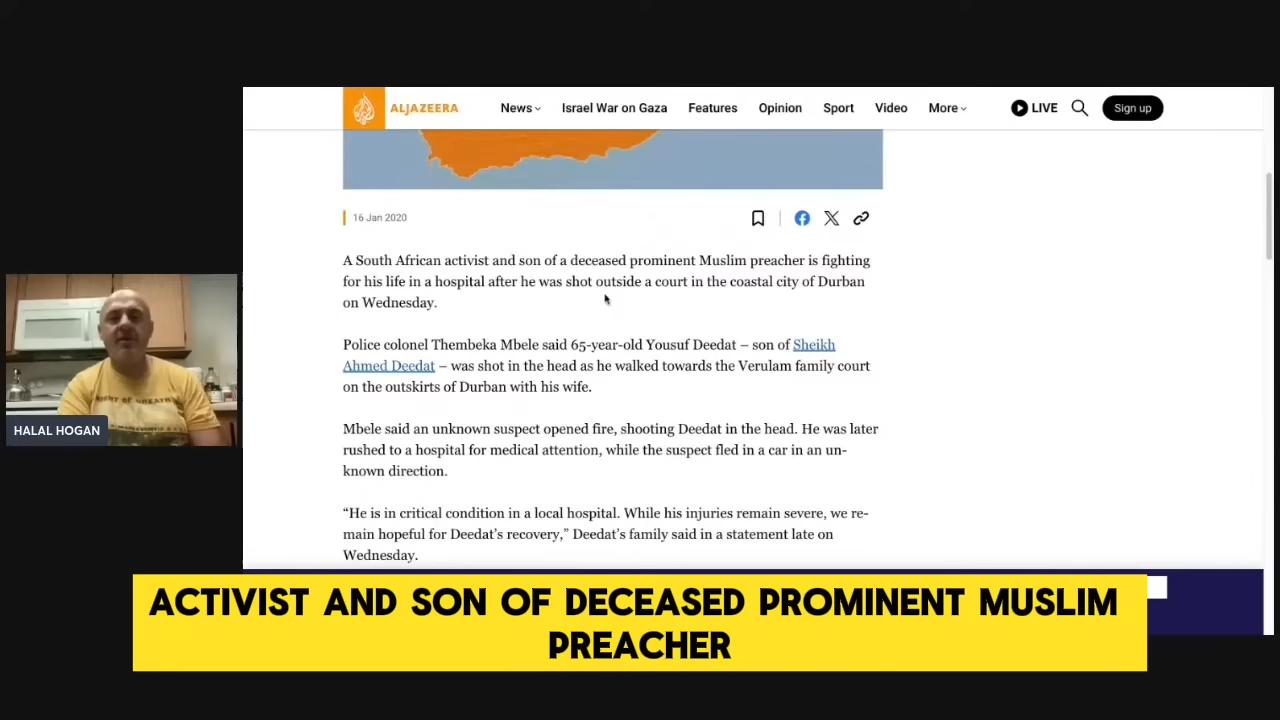 ALJAZEERA
News
Israel War on Gaza
Features
Opinion
Sport
Video
More
LIVE
Sign up
16 Jan 2020
A South African activist and son of a deceased prominent Muslim preacher is fighting
for his life in a hospital after he was shot outside a court in the coastal city of Durban
on Wednesday.
Police colonel Thembeka Mbele said 65-year-old Yousuf Deedat – son of Sheikh
Ahmed Deedat – was shot in the head as he walked towards the Verulam family court
on the outskirts of Durban with his wife.
Mbele said an unknown suspect opened fire, shooting Deedat in the head. He was later
rushed to a hospital for medical attention, while the suspect fled in a car in an un-
known direction.
“He is in critical condition in a local hospital. While his injuries remain severe, we re-
main hopeful for Deedat’s recovery,” Deedat’s family said in a statement late on
Wednesday.
HALAL HOGAN
ACTIVIST AND SON OF DECEASED PROMINENT MUSLIM
PREACHER